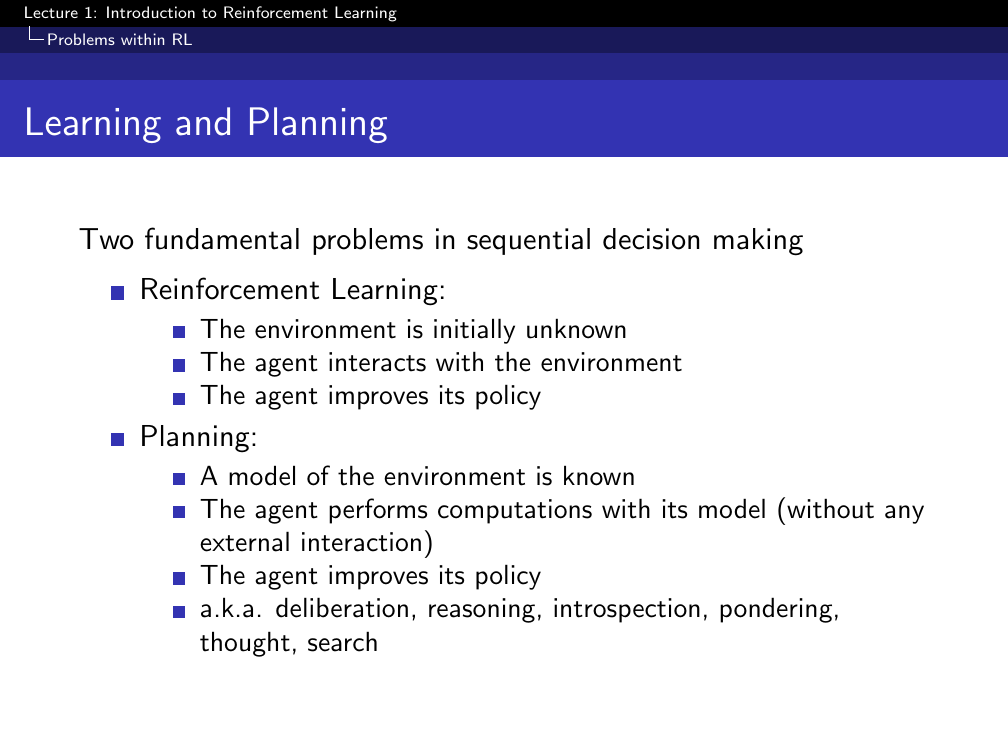 Lecture 1: Introduction to Reinforcement Learning
Problems within RL
Learning and Planning
Two fundamental problems in sequential decision making
Reinforcement Learning:
The environment is initially unknown
The agent interacts with the environment
The agent improves its policy
Planning:
A model of the environment is known
The agent performs computations with its model (without any
external interaction)
The agent improves its policy
a.k.a. deliberation, reasoning, introspection, pondering,
thought, search